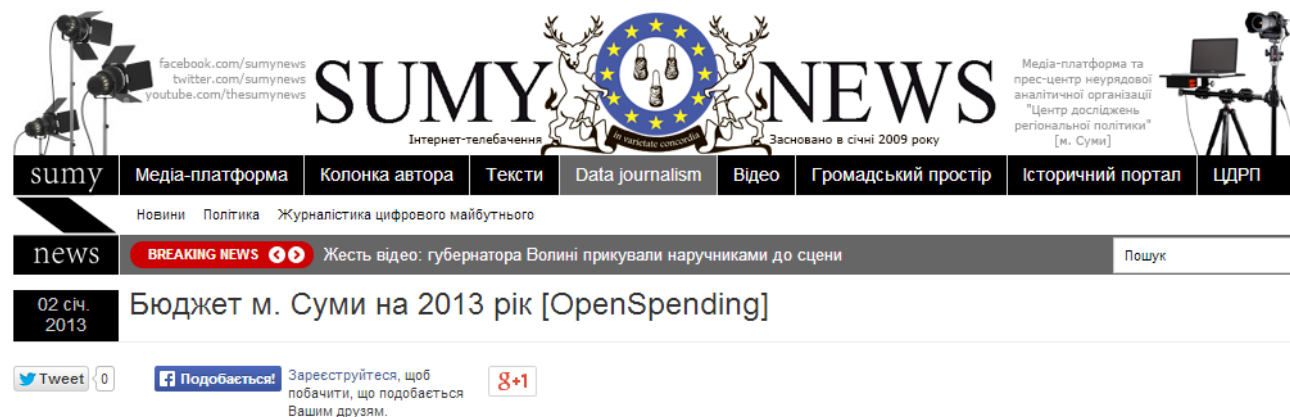 facebook.com/sumynews
twitter.com/sumynews
youtube.com/thesumynews
SUMY NEWS
Інтернет-телебачення
in varietate concordia
Засновано в січні 2009 року
Медіа-платформа та
прес-центр неурядової
аналітичної організації
"Центр досліджень
регіональної політики"
[м. Суми]
sumy
Медіа-платформа Колонка автора Тексти Data journalism Відео Громадський простір Історичний портал ЦДРП
Новини Політика Журналістика цифрового майбутнього
news
BREAKING NEWS Жесть відео: губернатора Волині прикували наручниками до сцени Пошук
02 січ.
2013
Бюджет м. Суми на 2013 рік [OpenSpending]
Tweet 0
Подобається!
Зареєструйтеся, щоб
побачити, що подобається
Вашим друзям.
g+1